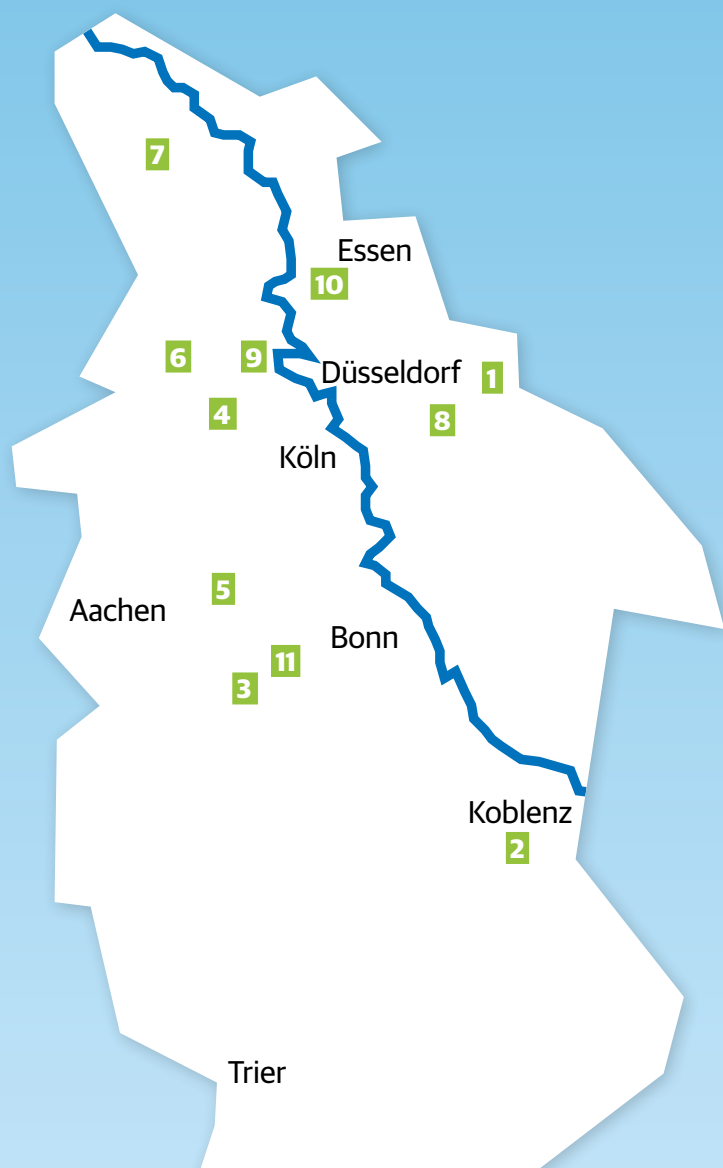 7
Essen
10
6
9
Düsseldorf
1
4
8
Köln
5
Aachen
Bonn
11
3
Koblenz
2
Trier